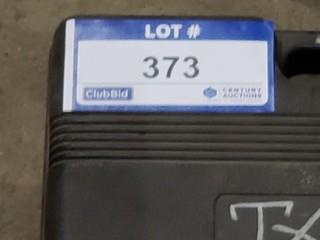 LOT #
373
ClubBid
CENTURY
AUCTIONS